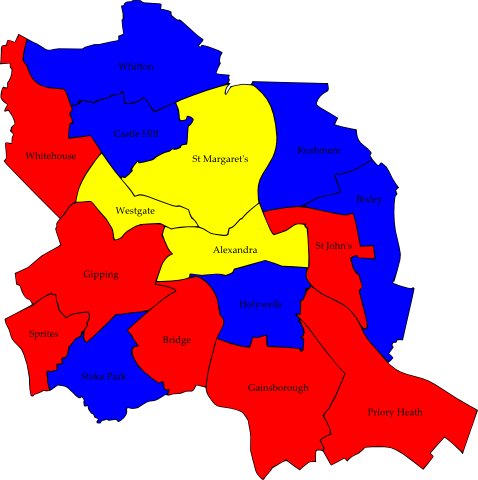 Whitton
Castle Hill
Rushmere
Whitehouse
St Margaret's
Bixley
Westgate
Alexandra
St John's
Gipping
Holywells
Sprites
Bridge
Stoke Park
Gainsborough
Priory Heath